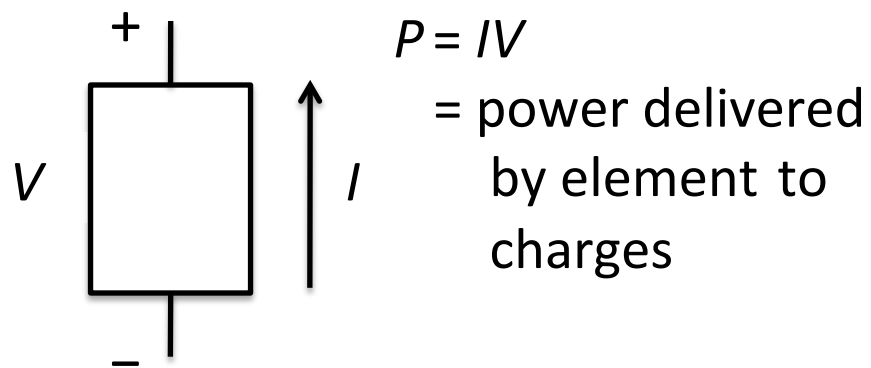 +
P = IV
= power delivered
V
I
by element to
charges
–